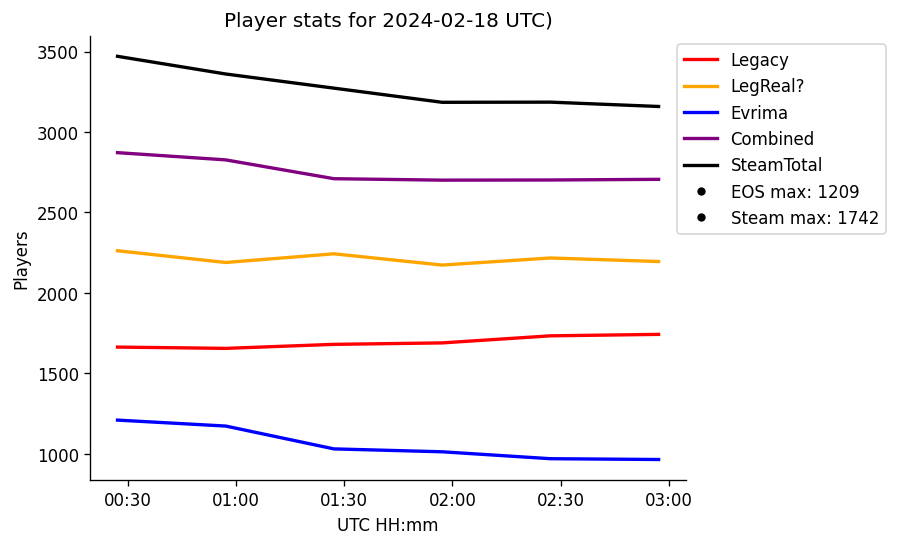 Player stats for 2024-02-18 UTC)
3500
3000
2500
2000
1500
1000
Players
00:30 01:00 01:30 02:00 02:30 03:00
UTC HH:mm
Legacy
LegReal?
Evrima
Combined
SteamTotal
EOS max: 1209
Steam max: 1742